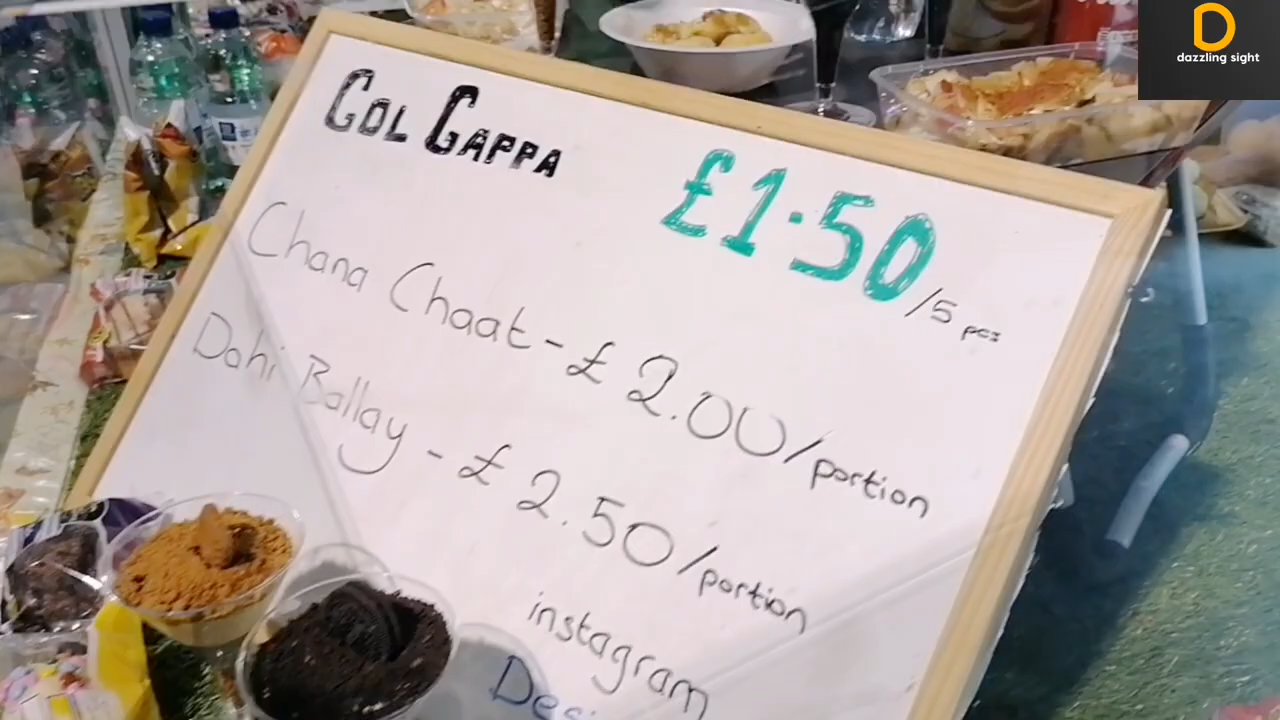 GOL GAPPA £1.50/5 pcs
Chana Chaat - £2.00/portion
Dahi Ballay - £2.50/portion
instagram
Desi
dazzling sight